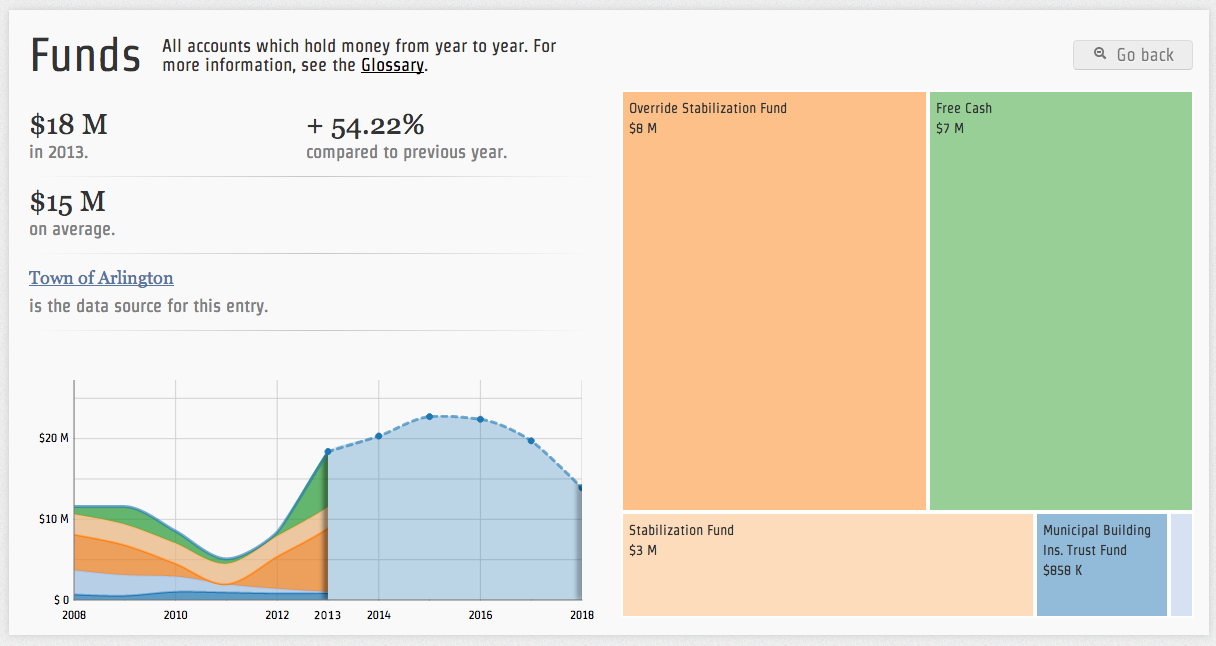 Funds
All accounts which hold money from year to year. For
more information, see the Glossary.
Go back
$18 M
in 2013.
+ 54.22%
compared to previous year.
$15 M
on average.
Town of Arlington
is the data source for this entry.
$20 M
$10 M
$ 0
2008
2010
2012
2013
2014
2016
2018
Override Stabilization Fund
$8 M
Free Cash
$7 M
Stabilization Fund
$3 M
Municipal Building
Ins. Trust Fund
$858 K